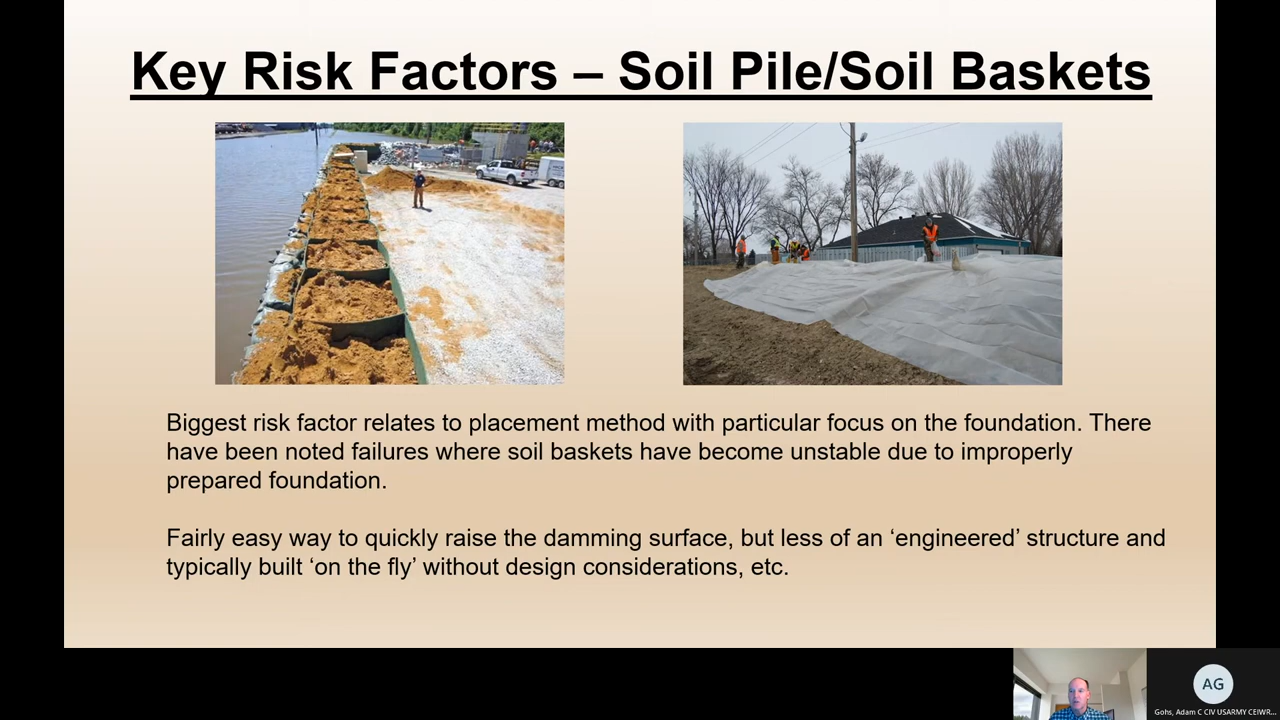 Key Risk Factors – Soil Pile/Soil Baskets
Biggest risk factor relates to placement method with particular focus on the foundation. There
have been noted failures where soil baskets have become unstable due to improperly
prepared foundation.
Fairly easy way to quickly raise the damming surface, but less of an ‘engineered’ structure and
typically built ‘on the fly’ without design considerations, etc.
AG
Gohs, Adam C CIV USARMY CEIWR...